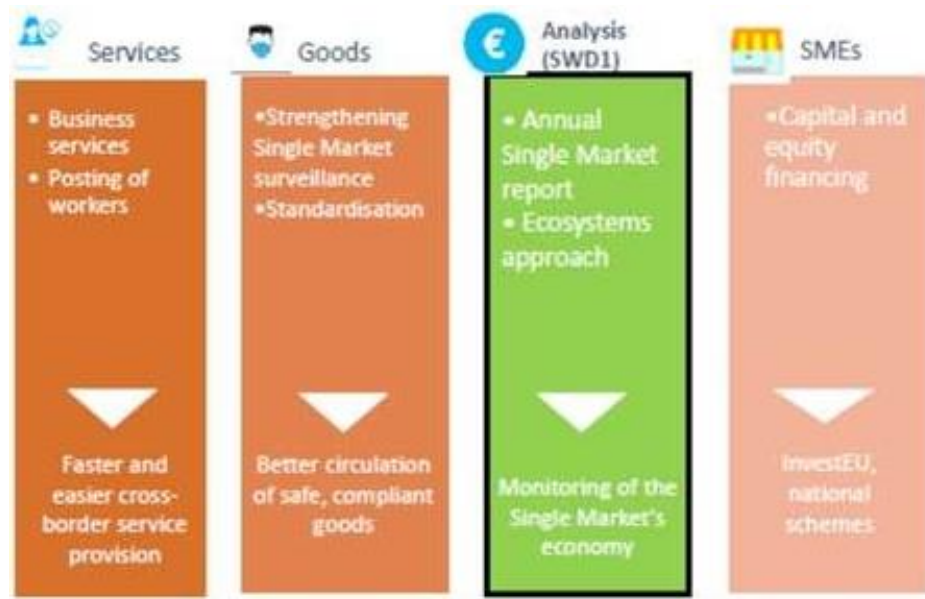 Services
• Business
services
• Posting of
workers
Faster and
easier cross-
border service
provision
Goods
•Strengthening
Single Market
surveillance
•Standardisation
Better circulation
of safe, compliant
goods
€
Analysis
(SWD1)
• Annual
Single Market
report
• Ecosystems
approach
Monitoring of the
Single Market's
economy
SMEs
•Capital and
equity
financing
InvestEU,
national
schemes